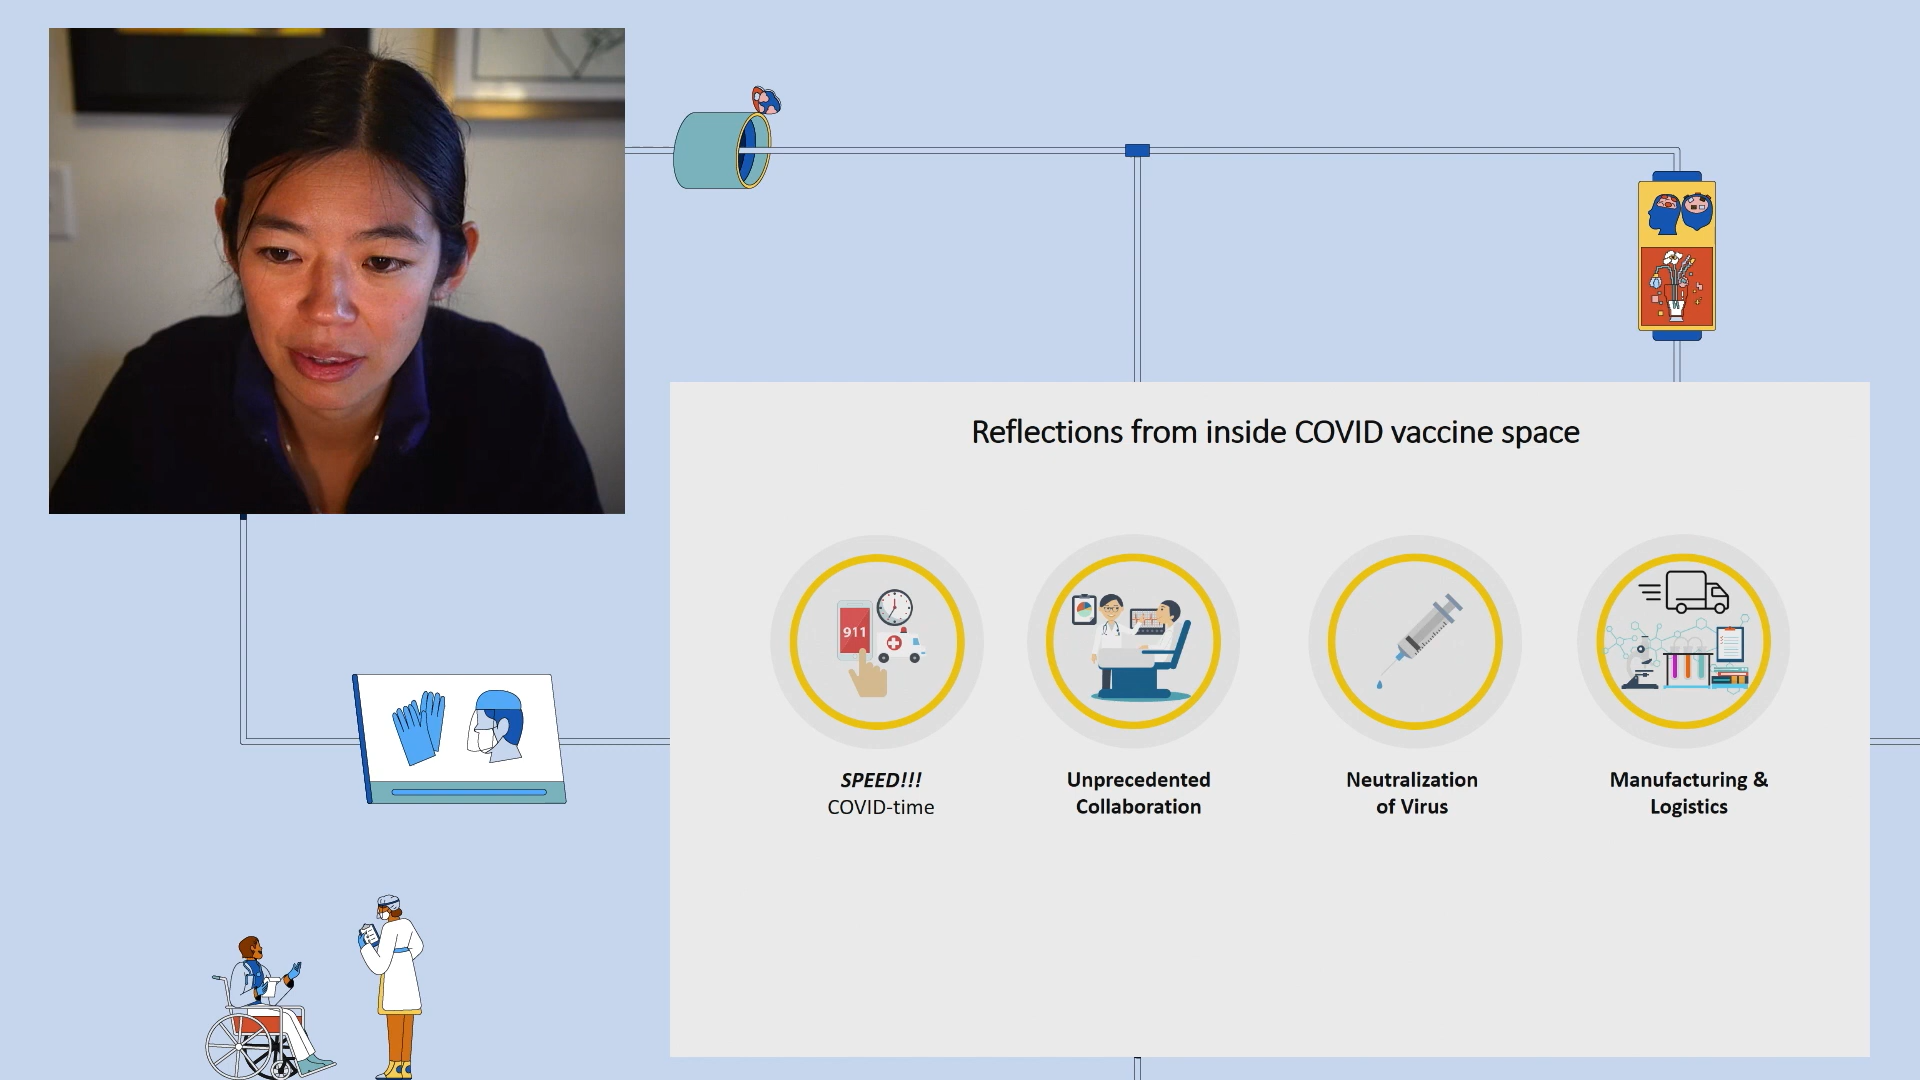 Reflections from inside COVID vaccine space
911
SPEED!!!
COVID-time
Unprecedented
Collaboration
Neutralization
of Virus
Manufacturing &
Logistics